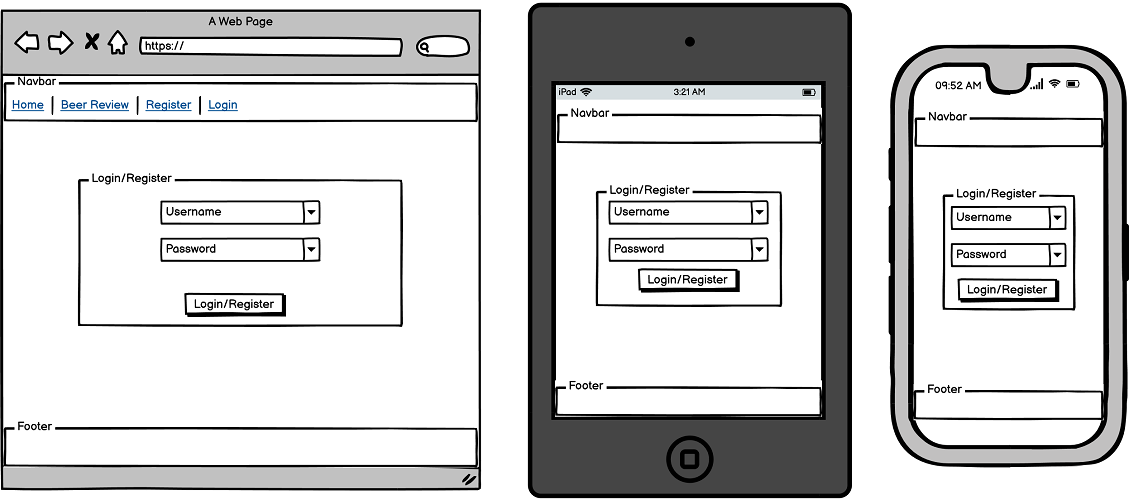 A Web Page
https://
Navbar
Home Beer Review Register Login
Login/Register
Username
Password
Login/Register
Footer
iPad 3:21 AM
Navbar
Login/Register
Username
Password
Login/Register
Footer
09:52 AM
Navbar
Login/Register
Username
Password
Login/Register
Footer